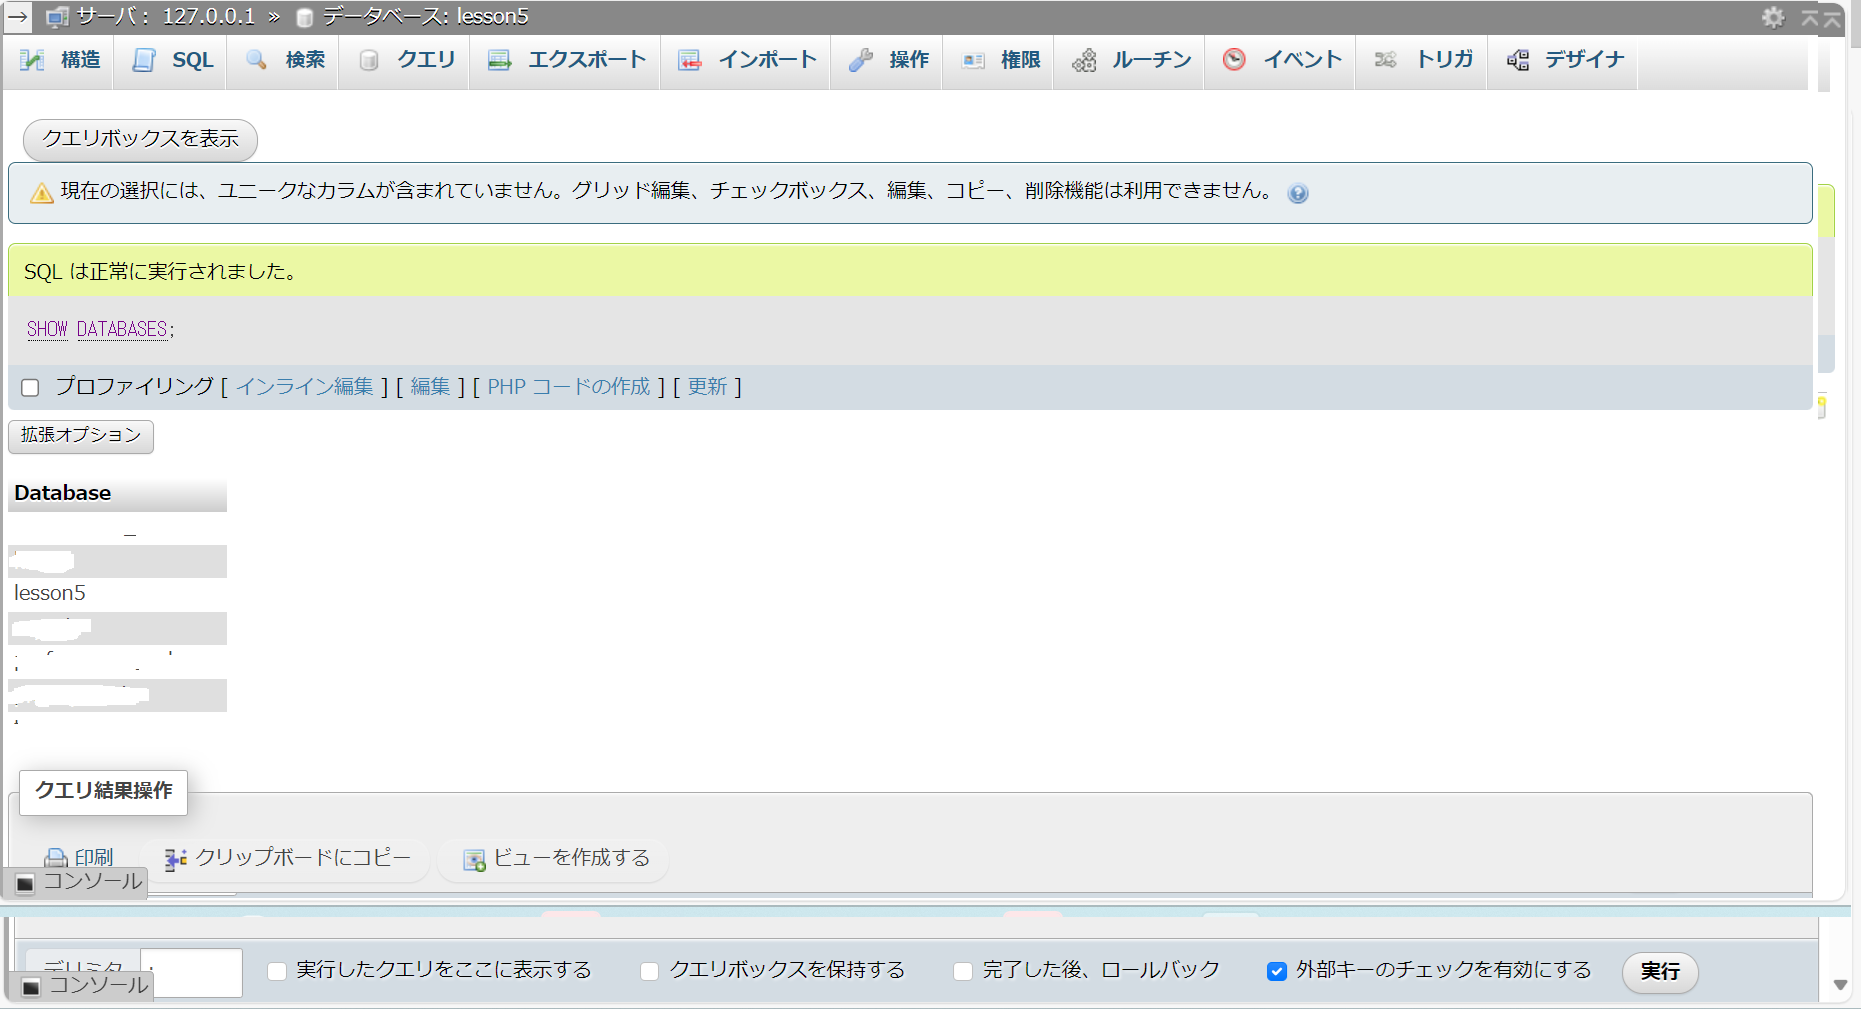 サーバ： 127.0.0.1 » データベース: lesson5
構造 SQL 検索 クエリ エクスポート インポート 操作 権限 ルーチン イベント トリガ デザイナ
クエリボックスを表示
現在の選択には、ユニークなカラムが含まれていません。グリッド編集、チェックボックス、編集、コピー、削除機能は利用できません。
SQL は正常に実行されました。
SHOW DATABASES;
プロファイリング [ インライン編集 ] [ 編集 ] [ PHP コードの作成 ] [ 更新 ]
拡張オプション
Database
lesson5
クエリ結果操作
印刷 クリップボードにコピー ビューを作成する
コンソール
デリミタ 実行したクエリをここに表示する クエリボックスを保持する 完了した後、ロールバック 外部キーのチェックを有効にする 実行
コンソール